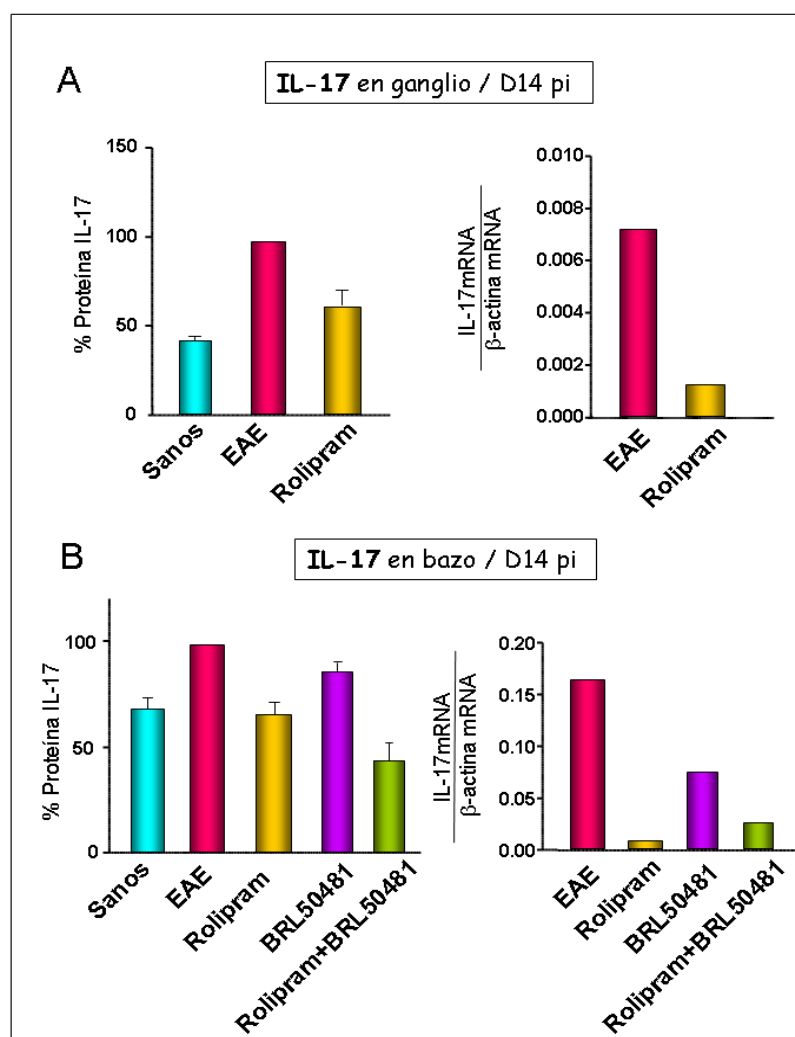 A
IL-17 en ganglio / D14 pi
150
100
50
0
% Proteína IL-17
Sanos
EAE
Rolipram
IL-17mRNA
β-actina mRNA
0.010
0.008
0.006
0.004
0.002
0.000
EAE
Rolipram
B
IL-17 en bazo / D14 pi
100
50
0
% Proteína IL-17
Sanos
EAE
Rolipram
BRL50481
Rolipram+BRL50481
IL-17mRNA
β-actina mRNA
0.20
0.15
0.10
0.05
0.00
EAE
Rolipram
BRL50481
Rolipram+BRL50481